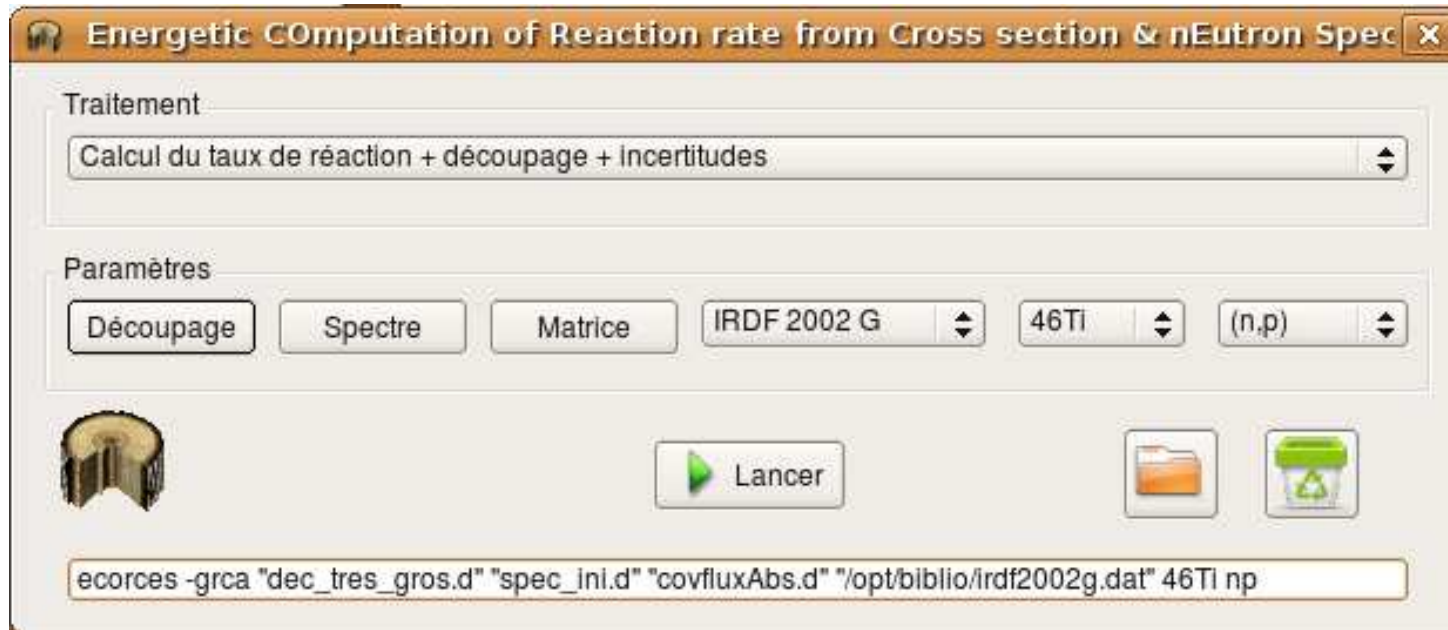 Energetic COmputation of Reaction rate from Cross section & nEutron Spec
Traitement
Calcul du taux de réaction + découpage + incertitudes
Paramètres
Découpage Spectre Matrice IRDF 2002 G 46Ti (n,p)
Lancer
ecorces -grca "dec_tres_gros.d" "spec_ini.d" "covfluxAbs.d" "/opt/biblio/irdf2002g.dat" 46Ti np